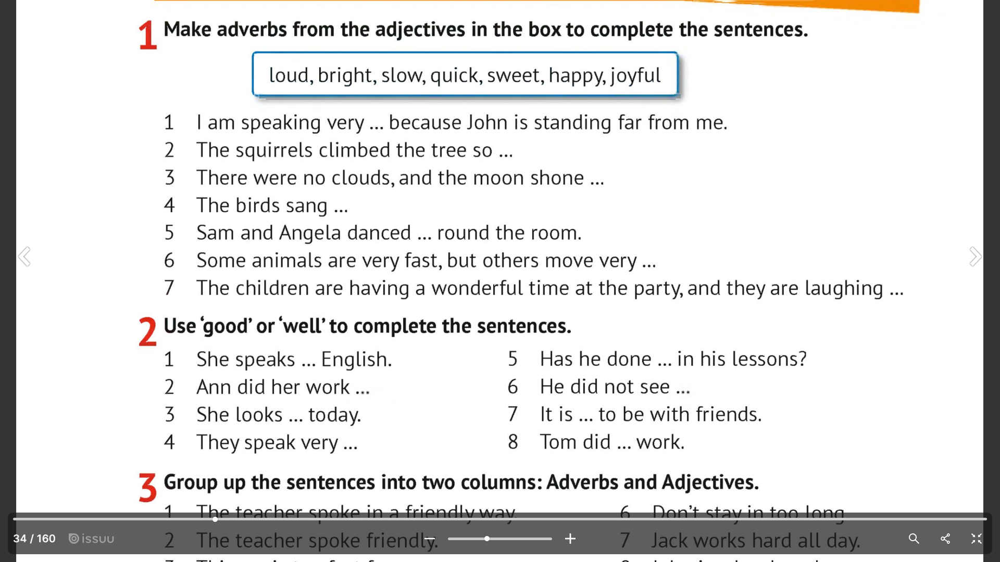 1 Make adverbs from the adjectives in the box to complete the sentences.
loud, bright, slow, quick, sweet, happy, joyful
1 I am speaking very ... because John is standing far from me.
2 The squirrels climbed the tree so ...
3 There were no clouds, and the moon shone ...
4 The birds sang ...
5 Sam and Angela danced ... round the room.
6 Some animals are very fast, but others move very ...
7 The children are having a wonderful time at the party, and they are laughing ...
2 Use ‘good’ or ‘well’ to complete the sentences.
1 She speaks ... English.
2 Ann did her work ...
3 She looks ... today.
4 They speak very ...
5 Has he done ... in his lessons?
6 He did not see ...
7 It is ... to be with friends.
8 Tom did ... work.
3 Group up the sentences into two columns: Adverbs and Adjectives.
1 The teacher spoke in a friendly way.
2 The teacher spoke friendly.
6 Don’t stay in too long.
7 Jack works hard all day.
34 / 160 issuu